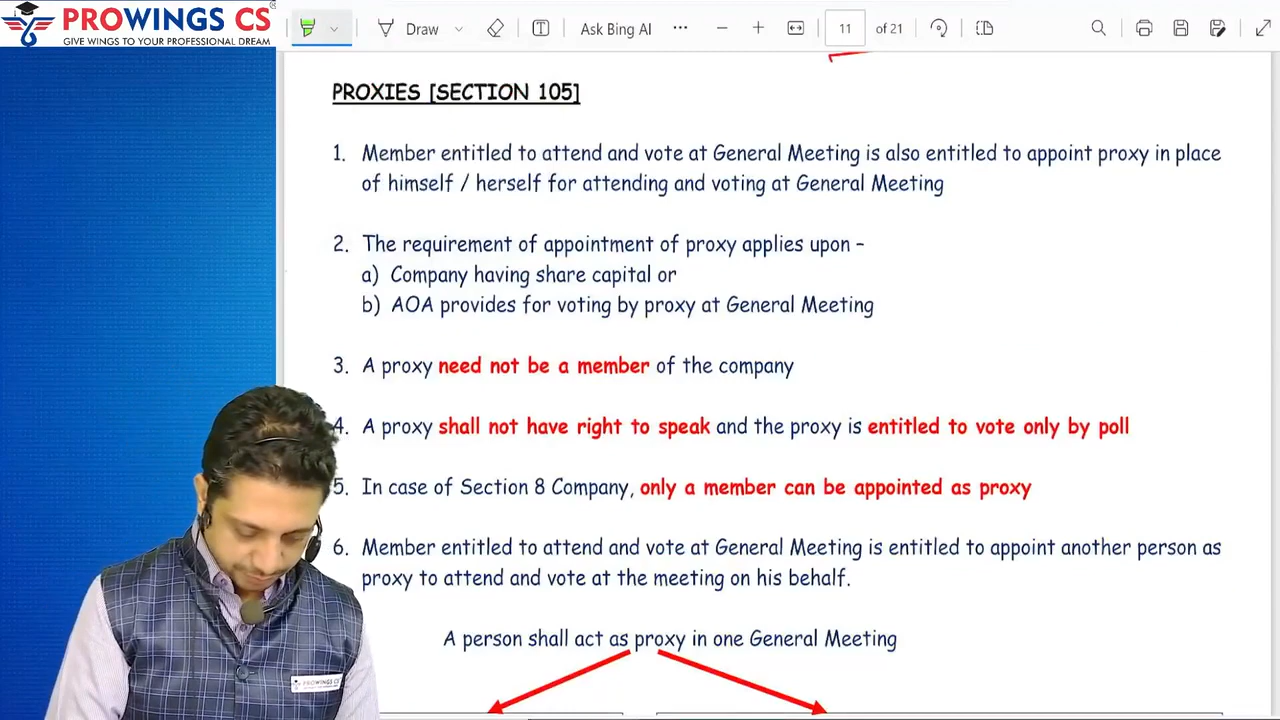 PROWINGS CS
GIVE WINGS TO YOUR PROFESSIONAL DREAM
Draw
Ask Bing AI
11
of 21
PROXIES [SECTION 105]
1. Member entitled to attend and vote at General Meeting is also entitled to appoint proxy in place
of himself / herself for attending and voting at General Meeting
2. The requirement of appointment of proxy applies upon –
a) Company having share capital or
b) AOA provides for voting by proxy at General Meeting
3. A proxy need not be a member of the company
4. A proxy shall not have right to speak and the proxy is entitled to vote only by poll
5. In case of Section 8 Company, only a member can be appointed as proxy
6. Member entitled to attend and vote at General Meeting is entitled to appoint another person as
proxy to attend and vote at the meeting on his behalf.
A person shall act as proxy in one General Meeting
PROWINGS CS